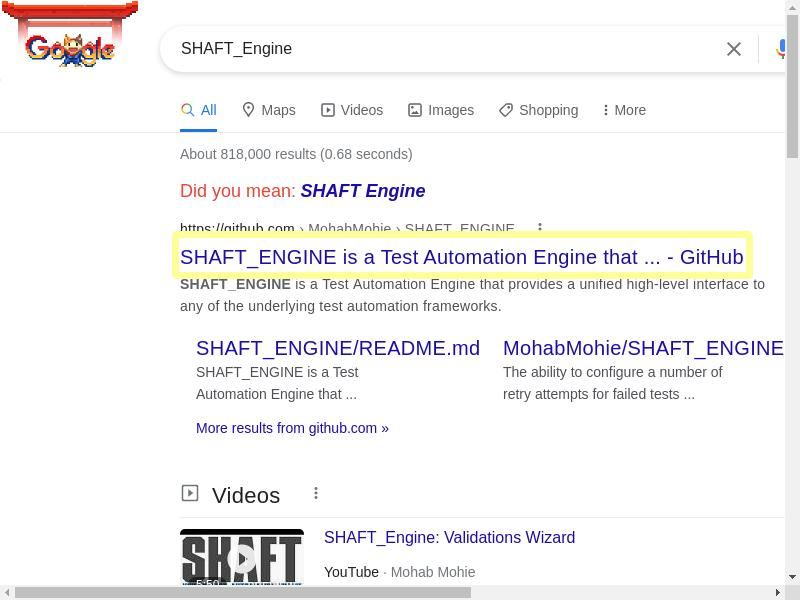 Google
SHAFT_Engine
All Maps Videos Images Shopping More
About 818,000 results (0.68 seconds)
Did you mean: SHAFT Engine
https://github.com › MohabMohie › SHAFT_ENGINE
SHAFT_ENGINE is a Test Automation Engine that ... - GitHub
SHAFT_ENGINE is a Test Automation Engine that provides a unified high-level interface to
any of the underlying test automation frameworks.
SHAFT_ENGINE/README.md
SHAFT_ENGINE is a Test
Automation Engine that ...
MohabMohie/SHAFT_ENGINE
The ability to configure a number of
retry attempts for failed tests ...
More results from github.com »
Videos
SHAFT
5:50
SHAFT_Engine: Validations Wizard
YouTube · Mohab Mohie